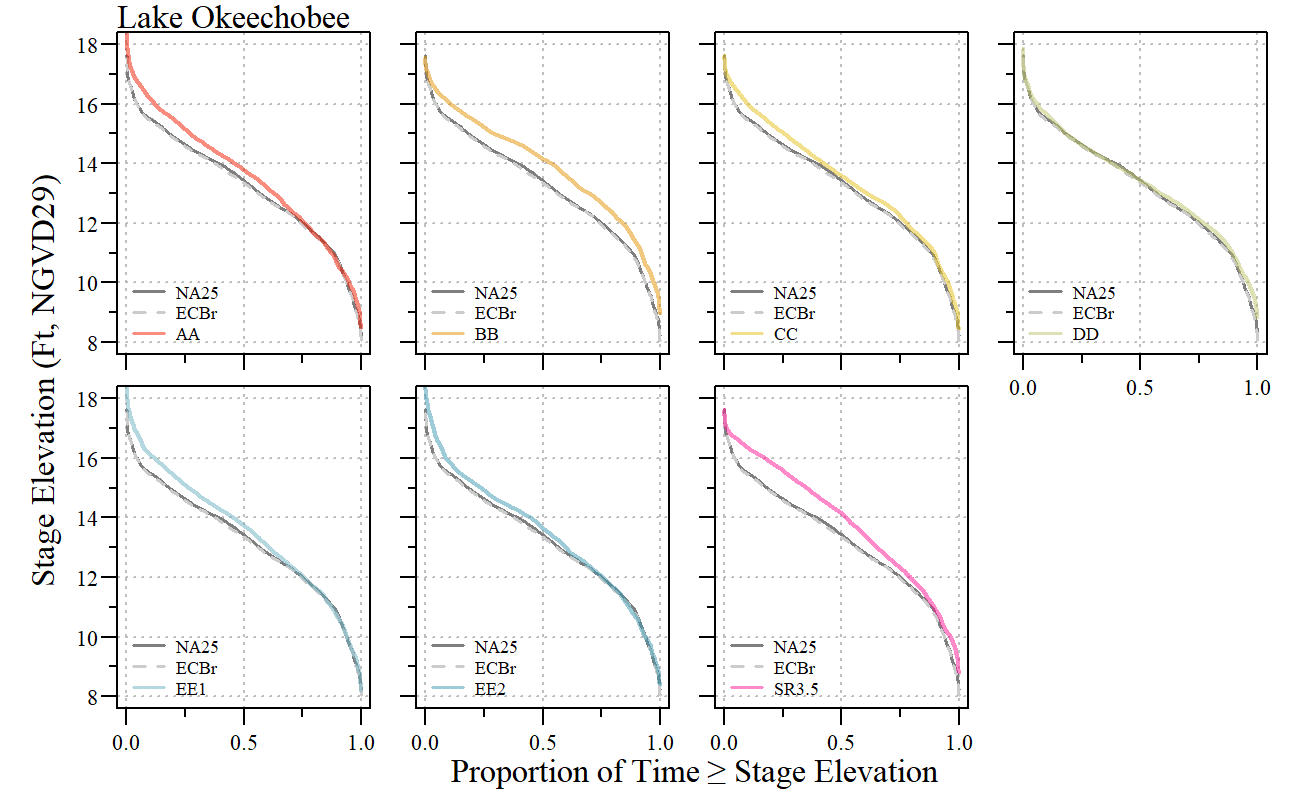 Lake Okeechobee
Stage Elevation (Ft, NGVD29)
18
16
14
12
10
8
NA25
ECBr
AA
NA25
ECBr
BB
NA25
ECBr
CC
NA25
ECBr
DD
0.0 0.5 1.0
18
16
14
12
10
8
NA25
ECBr
EE1
NA25
ECBr
EE2
NA25
ECBr
SR3.5
0.0 0.5 1.0
0.0 0.5 1.0
0.0 0.5 1.0
Proportion of Time ≥ Stage Elevation